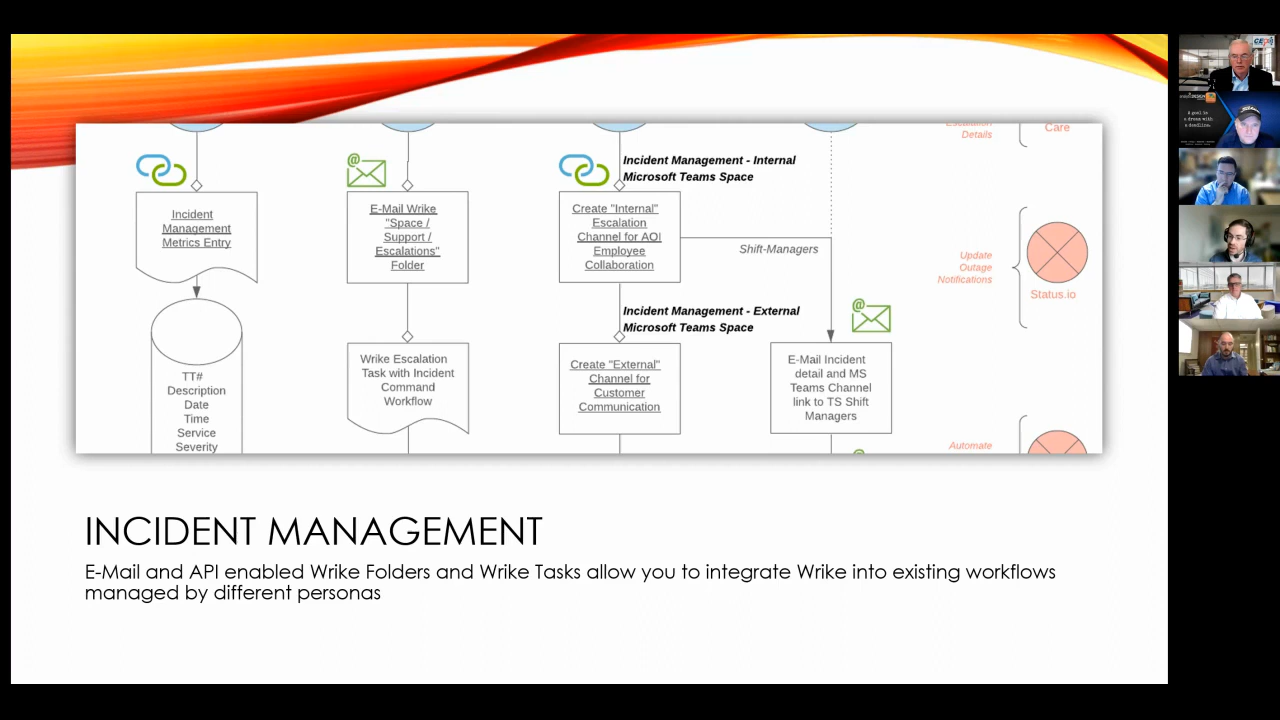 Escalation
Details
Care
Incident Management - Internal
Microsoft Teams Space
Incident
Management
Metrics Entry
E-Mail Wrike
"Space /
Support /
Escalations"
Folder
Create "Internal"
Escalation
Channel for AOI
Employee
Collaboration
Shift-Managers
Update
Outage
Notifications
Status.io
Incident Management - External
Microsoft Teams Space
TT#
Description
Date
Time
Service
Severity
Wrike Escalation
Task with Incident
Command
Workflow
Create "External"
Channel for
Customer
Communication
E-Mail Incident
detail and MS
Teams Channel
link to TS Shift
Managers
Automate
INCIDENT MANAGEMENT
E-Mail and API enabled Wrike Folders and Wrike Tasks allow you to integrate Wrike into existing workflows
managed by different personas
A goal is
a dream with
a deadline.